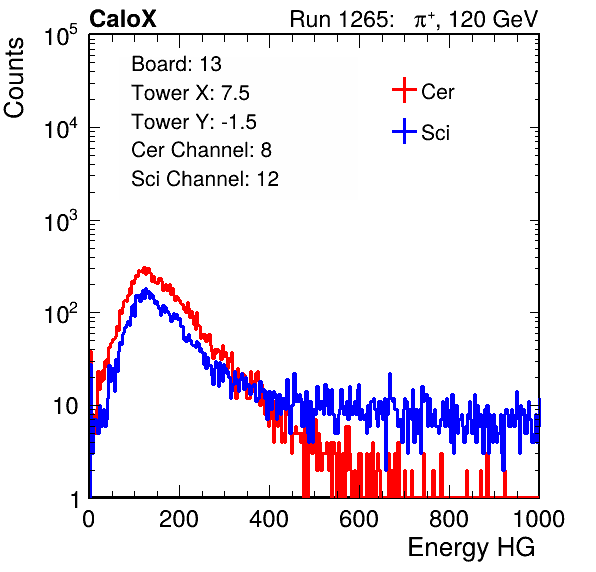 CaloX Run 1265: π⁺, 120 GeV
Counts
Board: 13
Tower X: 7.5
Tower Y: -1.5
Cer Channel: 8
Sci Channel: 12
Cer
Sci
10⁵
10⁴
10³
10²
10
1
0 200 400 600 800 1000
Energy HG